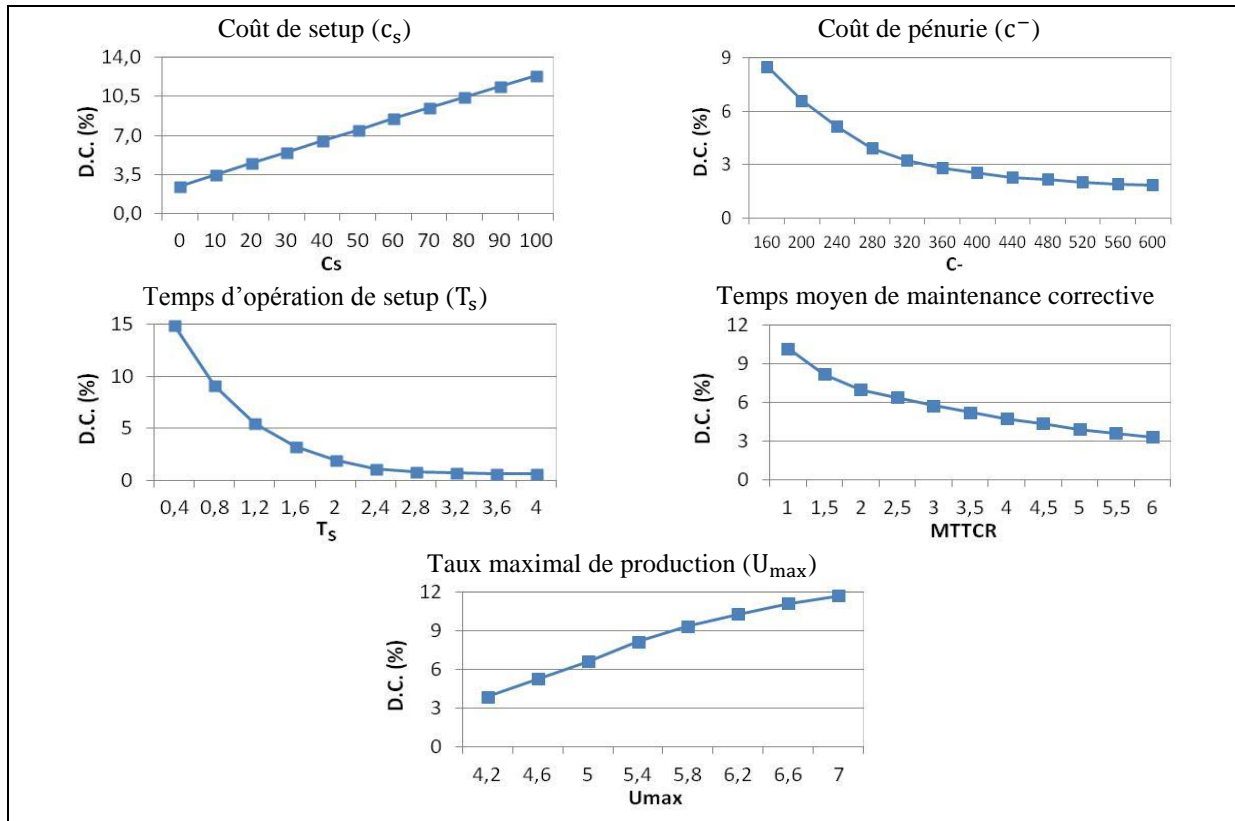 Coût de setup (cₛ)
14,0
10,5
7,0
3,5
0,0
D.C. (%)
0 10 20 30 40 50 60 70 80 90 100
Cs
Coût de pénurie (c⁻)
9
6
3
0
D.C. (%)
160 200 240 280 320 360 400 440 480 520 560 600
C-
Temps d’opération de setup (Tₛ)
15
10
5
0
D.C. (%)
0,4 0,8 1,2 1,6 2 2,4 2,8 3,2 3,6 4
Tₛ
Temps moyen de maintenance corrective
12
9
6
3
0
D.C. (%)
1 1,5 2 2,5 3 3,5 4 4,5 5 5,5 6
MTTCR
Taux maximal de production (Uₘₐₓ)
12
9
6
3
0
D.C. (%)
4,2 4,6 5 5,4 5,8 6,2 6,6 7
Umax